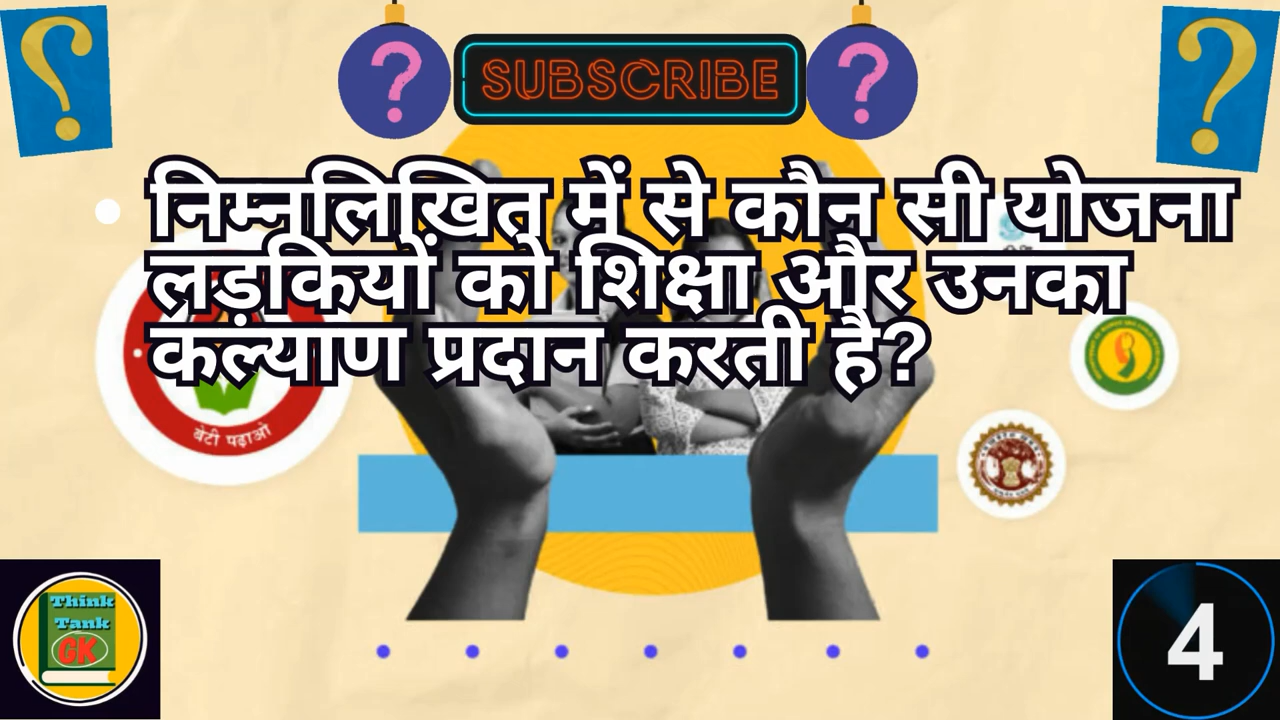 SUBSCRIBE
निम्नलिखित में से कौन सी योजना
लड़कियों को शिक्षा और उनका
कल्याण प्रदान करती है?
बेटी पढ़ाओ
Think
Tank
GK
4